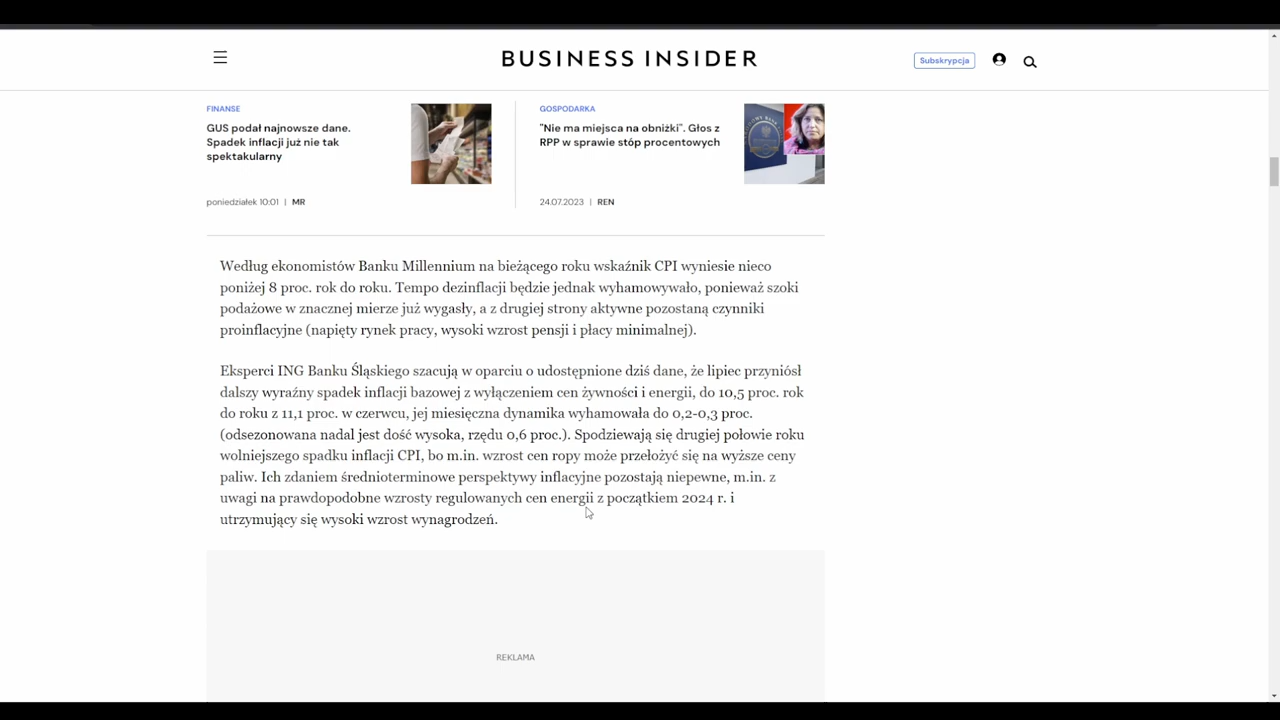 BUSINESS INSIDER
Subskrypcja
FINANSE
GUS podał najnowsze dane.
Spadek inflacji już nie tak
spektakularny
poniedziałek 10:01 | MR
GOSPODARKA
"Nie ma miejsca na obniżki". Głos z
RPP w sprawie stóp procentowych
24.07.2023 | REN
Według ekonomistów Banku Millennium na bieżącego roku wskaźnik CPI wyniesie nieco
poniżej 8 proc. rok do roku. Tempo dezinflacji będzie jednak wyhamowywało, ponieważ szoki
podażowe w znacznej mierze już wygasły, a z drugiej strony aktywne pozostaną czynniki
proinflacyjne (napięty rynek pracy, wysoki wzrost pensji i płacy minimalnej).
Eksperci ING Banku Śląskiego szacują w oparciu o udostępnione dziś dane, że lipiec przyniósł
dalszy wyraźny spadek inflacji bazowej z wyłączeniem cen żywności i energii, do 10,5 proc. rok
do roku z 11,1 proc. w czerwcu, jej miesięczna dynamika wyhamowała do 0,2-0,3 proc.
(odsezonowana nadal jest dość wysoka, rzędu 0,6 proc.). Spodziewają się drugiej połowie roku
wolniejszego spadku inflacji CPI, bo m.in. wzrost cen ropy może przełożyć się na wyższe ceny
paliw. Ich zdaniem średnioterminowe perspektywy inflacyjne pozostają niepewne, m.in. z
uwagi na prawdopodobne wzrosty regulowanych cen energii z początkiem 2024 r. i
utrzymujący się wysoki wzrost wynagrodzeń.
REKLAMA